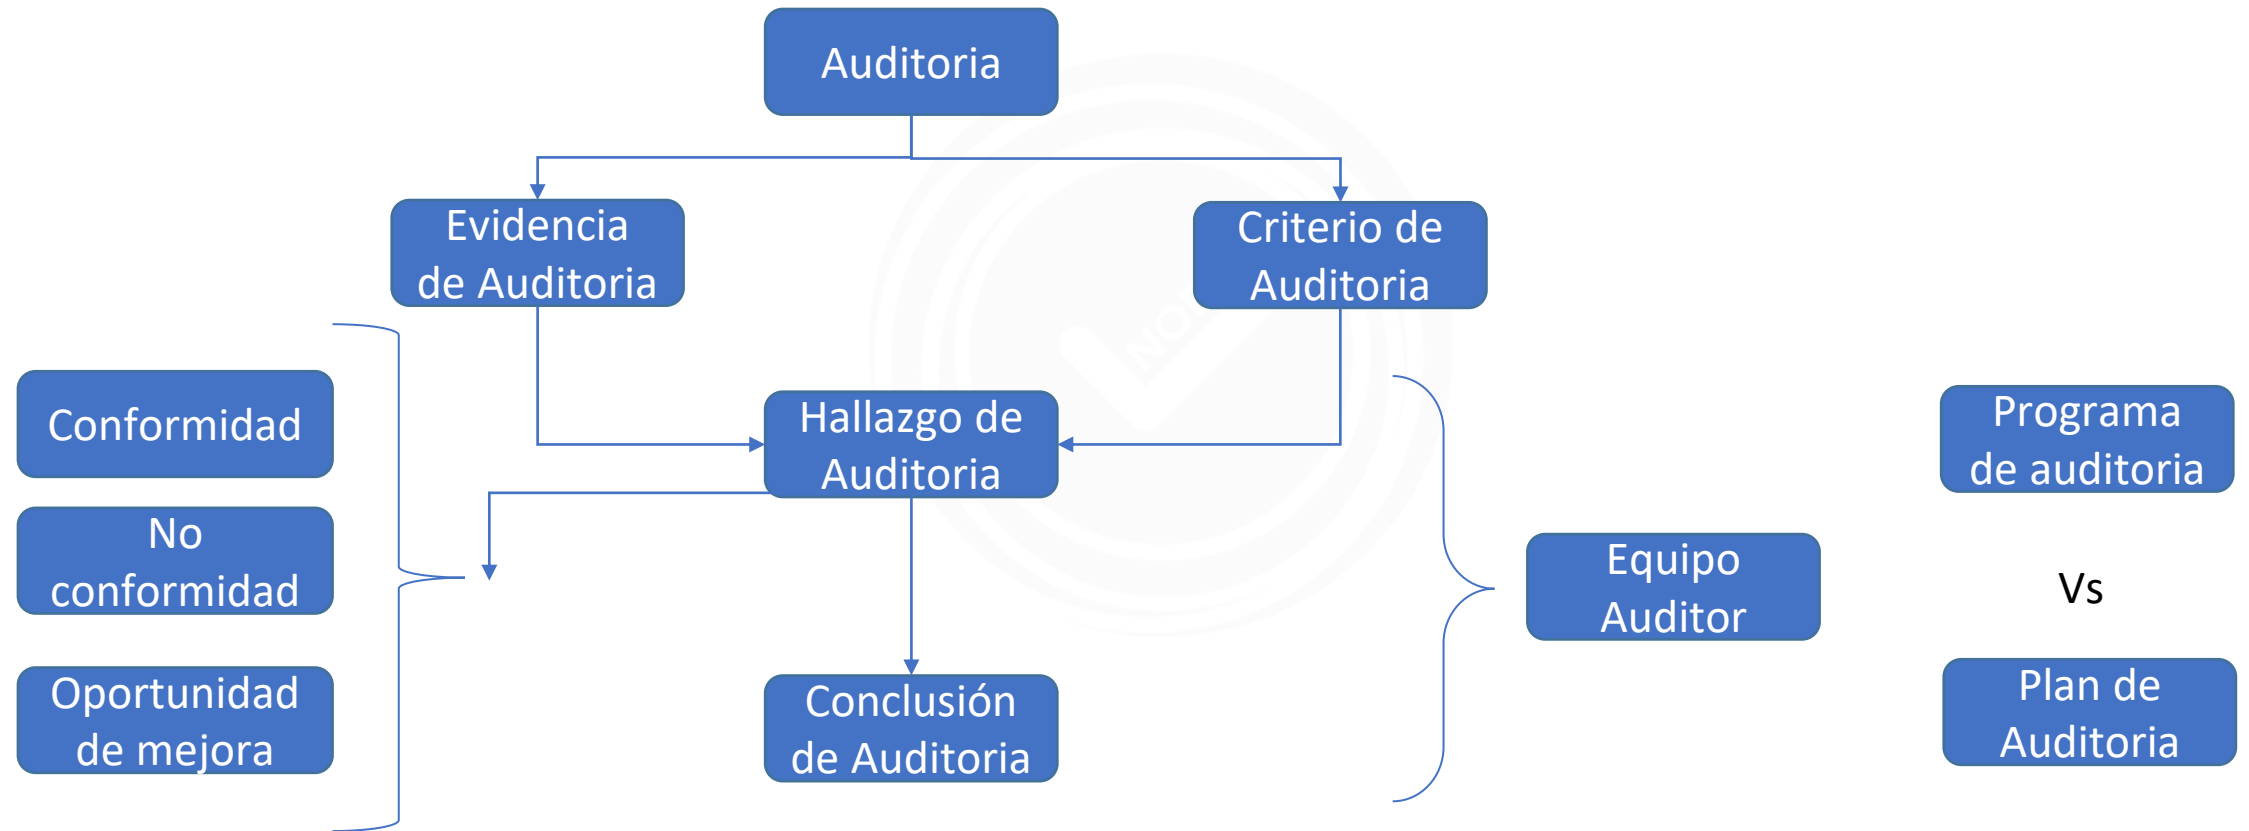 Auditoria
Evidencia
de Auditoria
Criterio de
Auditoria
Conformidad
No
conformidad
Oportunidad
de mejora
Hallazgo de
Auditoria
Conclusión
de Auditoria
Equipo
Auditor
Programa
de auditoria
Vs
Plan de
Auditoria